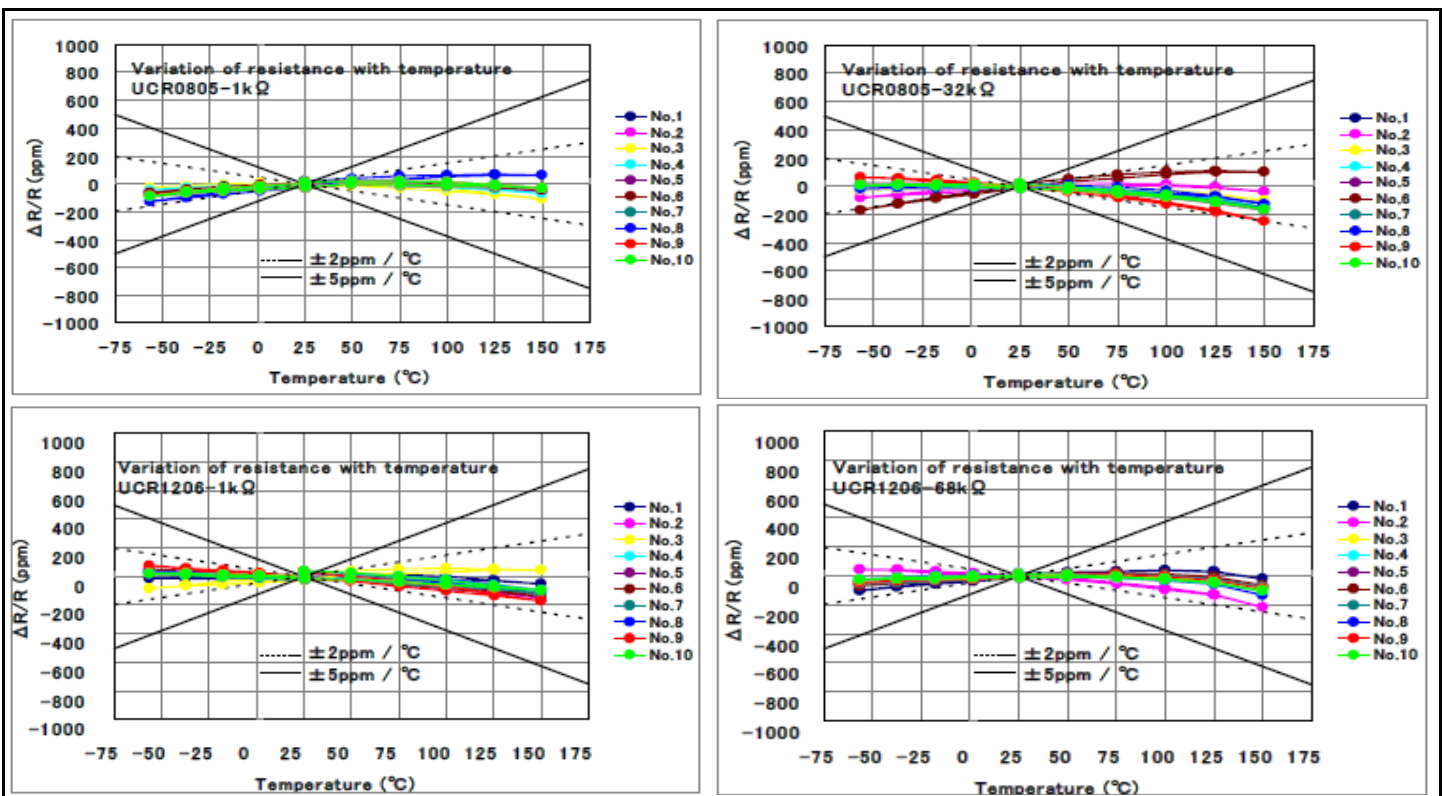 1000
800
600
400
200
0
-200
-400
-600
-800
-1000
ΔR/R (ppm)
Variation of resistance with temperature
UCR0805-1kΩ
±2ppm / ℃
±5ppm / ℃
-75 -50 -25 0 25 50 75 100 125 150 175
Temperature (℃)
No.1
No.2
No.3
No.4
No.5
No.6
No.7
No.8
No.9
No.10
1000
800
600
400
200
0
-200
-400
-600
-800
-1000
ΔR/R (ppm)
Variation of resistance with temperature
UCR0805-32kΩ
±2ppm / ℃
±5ppm / ℃
-75 -50 -25 0 25 50 75 100 125 150 175
Temperature (℃)
No.1
No.2
No.3
No.4
No.5
No.6
No.7
No.8
No.9
No.10
1000
800
600
400
200
0
-200
-400
-600
-800
-1000
ΔR/R (ppm)
Variation of resistance with temperature
UCR1206-1kΩ
±2ppm / ℃
±5ppm / ℃
-75 -50 -25 0 25 50 75 100 125 150 175
Temperature (℃)
No.1
No.2
No.3
No.4
No.5
No.6
No.7
No.8
No.9
No.10
1000
800
600
400
200
0
-200
-400
-600
-800
-1000
ΔR/R (ppm)
Variation of resistance with temperature
UCR1206-68kΩ
±2ppm / ℃
±5ppm / ℃
-75 -50 -25 0 25 50 75 100 125 150 175
Temperature (℃)
No.1
No.2
No.3
No.4
No.5
No.6
No.7
No.8
No.9
No.10